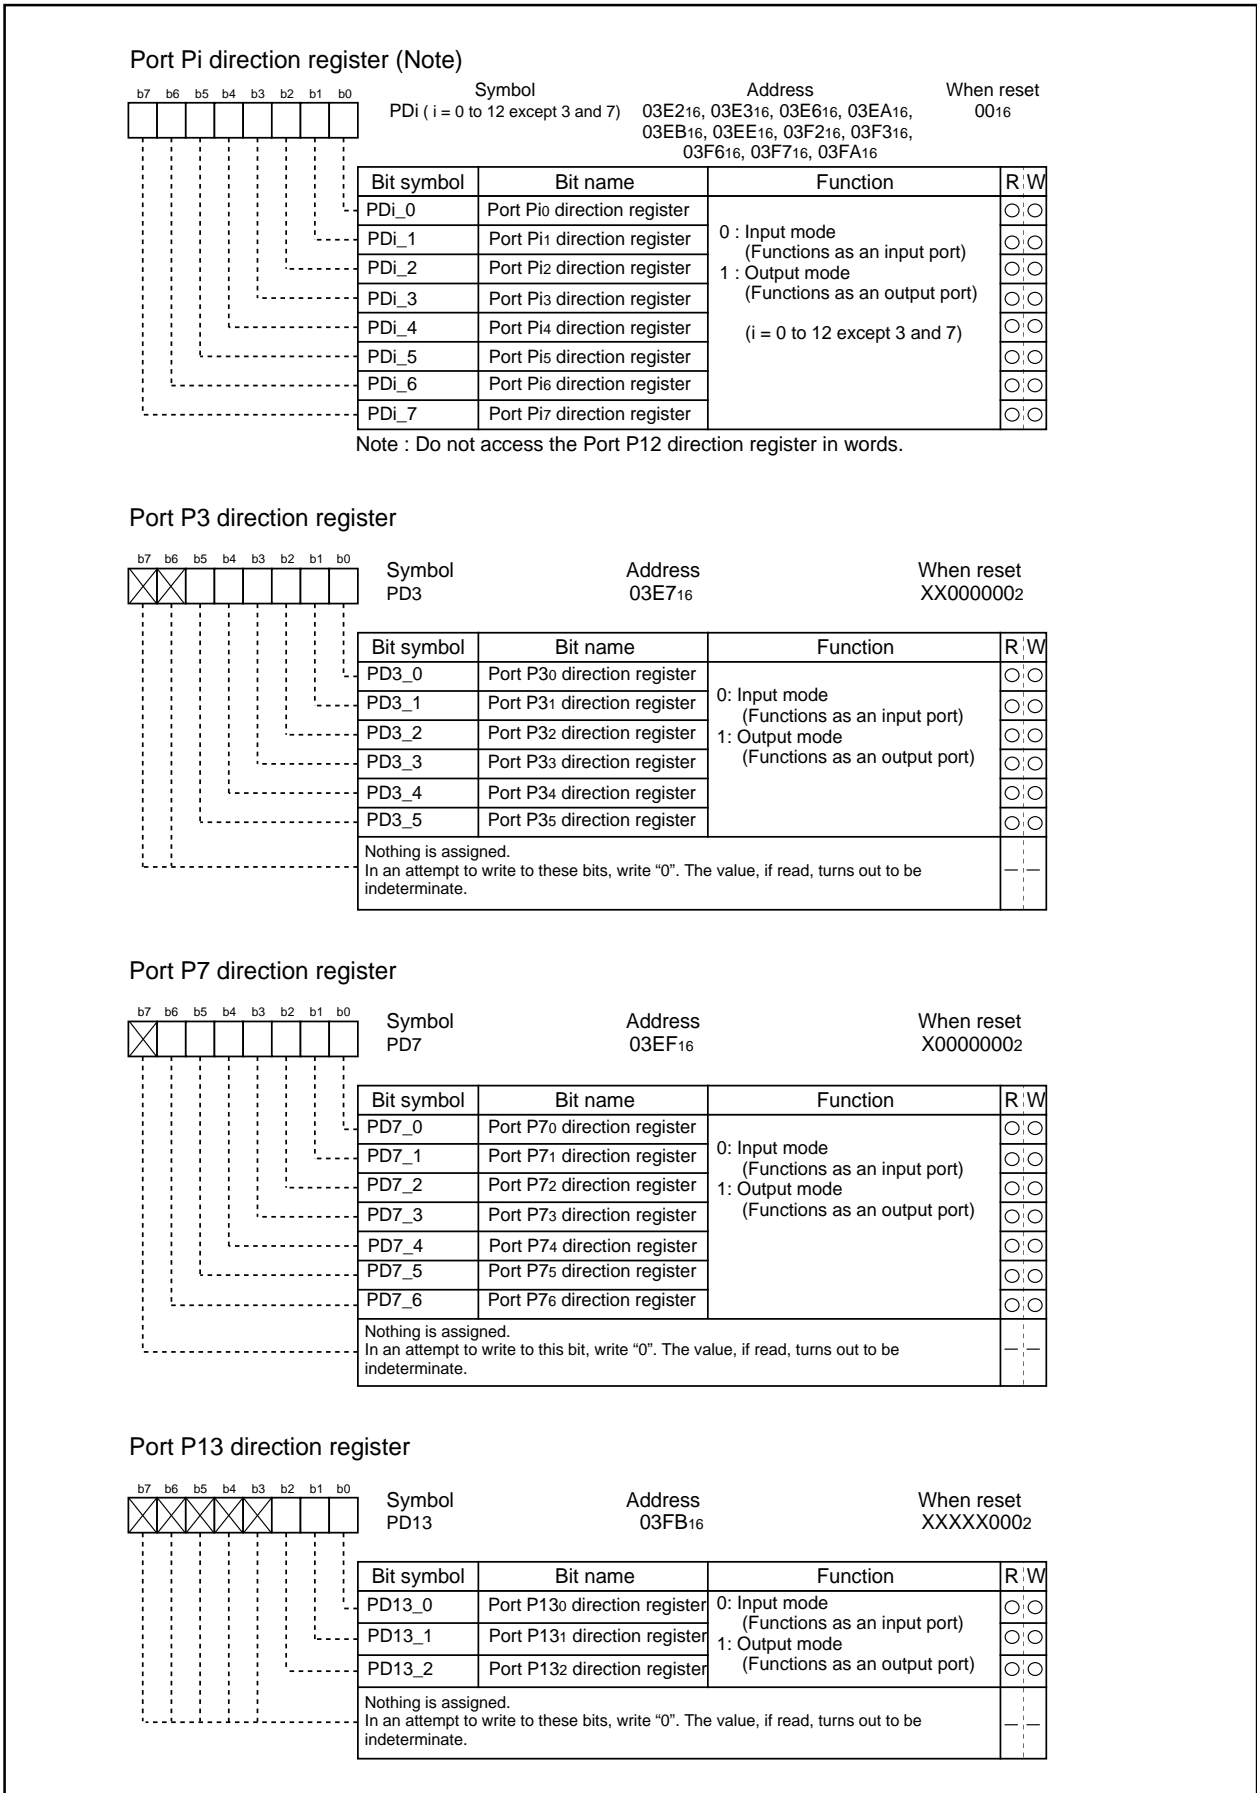 Port Pi direction register (Note)
b7 b6 b5 b4 b3 b2 b1 b0
Symbol Address When reset
PDi ( i = 0 to 12 except 3 and 7) 03E216, 03E316, 03E616, 03EA16, 0016
03EB16, 03EE16, 03F216, 03F316,
03F616, 03F716, 03FA16
Bit symbol Bit name Function R W
PDi_0 Port Pi0 direction register
PDi_1 Port Pi1 direction register
PDi_2 Port Pi2 direction register
PDi_3 Port Pi3 direction register
PDi_4 Port Pi4 direction register
PDi_5 Port Pi5 direction register
PDi_6 Port Pi6 direction register
PDi_7 Port Pi7 direction register
0 : Input mode
(Functions as an input port)
1 : Output mode
(Functions as an output port)
(i = 0 to 12 except 3 and 7)
Note : Do not access the Port P12 direction register in words.
Port P3 direction register
b7 b6 b5 b4 b3 b2 b1 b0
Symbol Address When reset
PD3 03E716 XX0000002
Bit symbol Bit name Function R W
PD3_0 Port P30 direction register
PD3_1 Port P31 direction register
PD3_2 Port P32 direction register
PD3_3 Port P33 direction register
PD3_4 Port P34 direction register
PD3_5 Port P35 direction register
0: Input mode
(Functions as an input port)
1: Output mode
(Functions as an output port)
Nothing is assigned.
In an attempt to write to these bits, write “0”. The value, if read, turns out to be
indeterminate.
Port P7 direction register
b7 b6 b5 b4 b3 b2 b1 b0
Symbol Address When reset
PD7 03EF16 X00000002
Bit symbol Bit name Function R W
PD7_0 Port P70 direction register
PD7_1 Port P71 direction register
PD7_2 Port P72 direction register
PD7_3 Port P73 direction register
PD7_4 Port P74 direction register
PD7_5 Port P75 direction register
PD7_6 Port P76 direction register
0: Input mode
(Functions as an input port)
1: Output mode
(Functions as an output port)
Nothing is assigned.
In an attempt to write to this bit, write “0”. The value, if read, turns out to be
indeterminate.
Port P13 direction register
b7 b6 b5 b4 b3 b2 b1 b0
Symbol Address When reset
PD13 03FB16 XXXXX0002
Bit symbol Bit name Function R W
PD13_0 Port P130 direction register
PD13_1 Port P131 direction register
PD13_2 Port P132 direction register
0: Input mode
(Functions as an input port)
1: Output mode
(Functions as an output port)
Nothing is assigned.
In an attempt to write to these bits, write “0”. The value, if read, turns out to be
indeterminate.